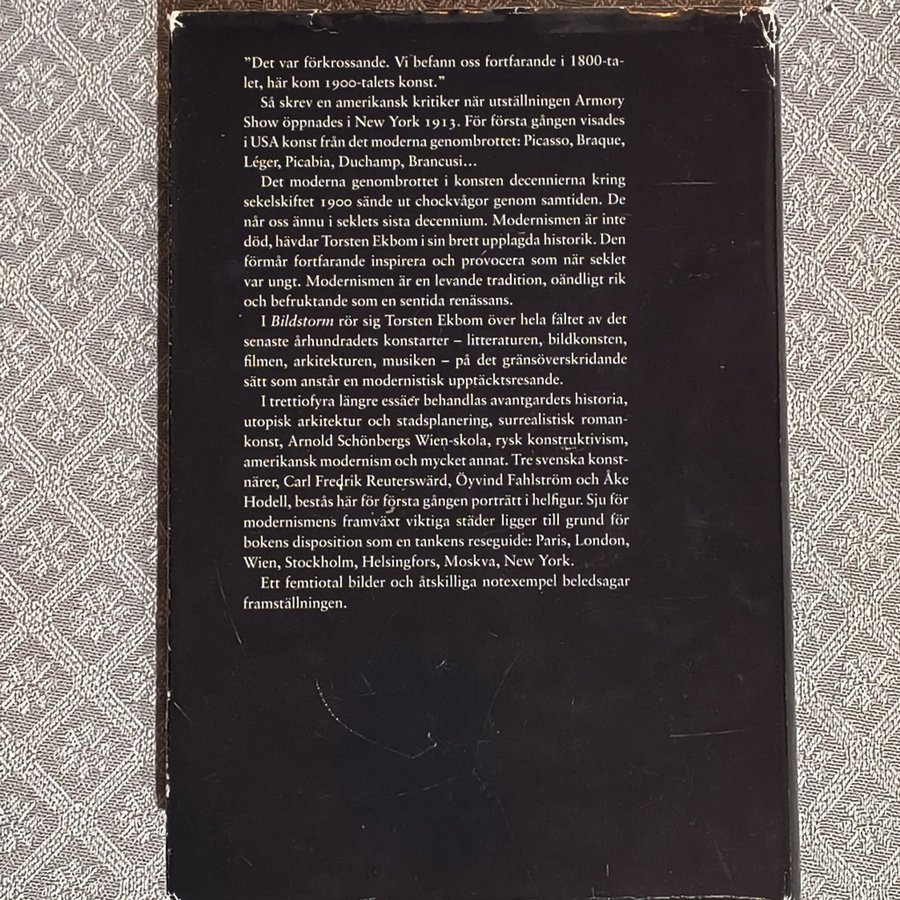 ”Det var förkrossande. Vi befann oss fortfarande i 1800-ta-
let, här kom 1900-talets konst.”
Så skrev en amerikansk kritiker när utställningen Armory
Show öppnades i New York 1913. För första gången visades
i USA konst från det moderna genombrottet: Picasso, Braque,
Léger, Picabia, Duchamp, Brancusi...
Det moderna genombrottet i konsten decennierna kring
sekelskiftet 1900 sände ut chockvågor genom samtiden. De
når oss ännu i seklets sista decennium. Modernismen är inte
död, hävdar Torsten Ekbom i sin brett upplagda historik. Den
förmår fortfarande inspirera och provocera som när seklet
var ungt. Modernismen är en levande tradition, oändligt rik
och befruktande som en sentida renässans.
I Bildstorm rör sig Torsten Ekbom över hela fältet av det
senaste århundradets konstarter – litteraturen, bildkonsten,
filmen, arkitekturen, musiken – på det gränsöverskridande
sätt som anstår en modernistisk upptäcktsresande.
I trettiofyra längre essäer behandlas avantgardets historia,
utopisk arkitektur och stadsplanering, surrealistisk roman-
konst, Arnold Schönbergs Wien-skola, rysk konstruktivism,
amerikansk modernism och mycket annat. Tre svenska konst-
närer, Carl Fredrik Reuterswärd, Öyvind Fahlström och Åke
Hodell, bestås här för första gången porträtt i helfigur. Sju för
modernismens framväxt viktiga städer ligger till grund för
bokens disposition som en tankens reseguide: Paris, London,
Wien, Stockholm, Helsingfors, Moskva, New York.
Ett femtiotal bilder och åtskilliga notexempel beledsagar
framställningen.